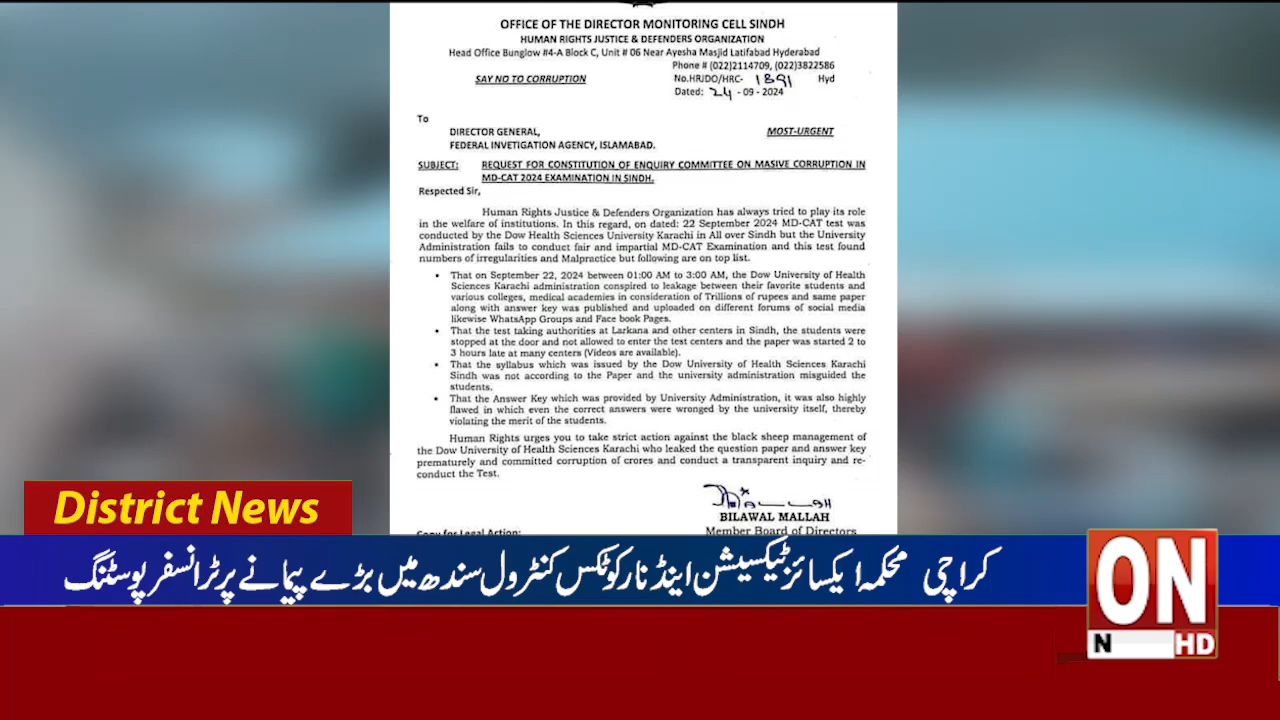 OFFICE OF THE DIRECTOR MONITORING CELL SINDH
HUMAN RIGHTS JUSTICE & DEFENDERS ORGANIZATION
Head Office Bunglow #4-A Block C, Unit # 06 Near Ayesha Masjid Latifabad Hyderabad
Phone # (022)2114709, (022)3822586
SAY NO TO CORRUPTION
No.HRJDO/HRC- 1891 Hyd
Dated: 24 - 09 - 2024
To
DIRECTOR GENERAL,
MOST-URGENT
FEDERAL INVETIGATION AGENCY, ISLAMABAD.
SUBJECT: REQUEST FOR CONSTITUTION OF ENQUIRY COMMITTEE ON MASIVE CORRUPTION IN
MD-CAT 2024 EXAMINATION IN SINDH.
Respected Sir,
Human Rights Justice & Defenders Organization has always tried to play its role
in the welfare of institutions. In this regard, on dated: 22 September 2024 MD-CAT test was
conducted by the Dow Health Sciences University Karachi in All over Sindh but the University
Administration fails to conduct fair and impartial MD-CAT Examination and this test found
numbers of irregularities and Malpractice but following are on top list.
• That on September 22, 2024 between 01:00 AM to 3:00 AM, the Dow University of Health
Sciences Karachi administration conspired to leakage between their favorite students and
various colleges, medical academies in consideration of Trillions of rupees and same paper
along with answer key was published and uploaded on different forums of social media
likewise WhatsApp Groups and Face book Pages.
• That the test taking authorities at Larkana and other centers in Sindh, the students were
stopped at the door and not allowed to enter the test centers and the paper was started 2 to
3 hours late at many centers (Videos are available).
• That the syllabus which was issued by the Dow University of Health Sciences Karachi
Sindh was not according to the Paper and the university administration misguided the
students.
• That the Answer Key which was provided by University Administration, it was also highly
flawed in which even the correct answers were wronged by the university itself, thereby
violating the merit of the students.
Human Rights urges you to take strict action against the black sheep management of
the Dow University of Health Sciences Karachi who leaked the question paper and answer key
prematurely and committed corruption of crores and conduct a transparent inquiry and re-
conduct the Test.
BILAWAL MALLAH
Member Board of Directors
Copy for Legal Action:
District News
کراچی محکمہ ایکسائز ٹیکسیشن اینڈ نارکوٹکس کنٹرول سندھ میں بڑے پیمانے پر ٹرانسفر پوسٹنگ
ON
N HD